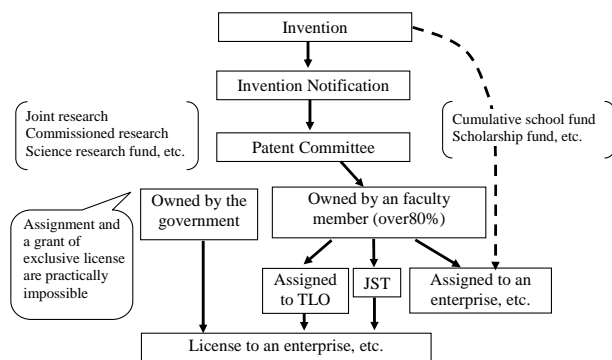 Invention
Invention Notification
Joint research
Commissioned research
Science research fund, etc.
Cumulative school fund
Scholarship fund, etc.
Patent Committee
Owned by the
government
Owned by an faculty
member (over80%)
Assignment and
a grant of
exclusive license
are practically
impossible
Assigned
to TLO
JST
Assigned to an
enterprise, etc.
License to an enterprise, etc.